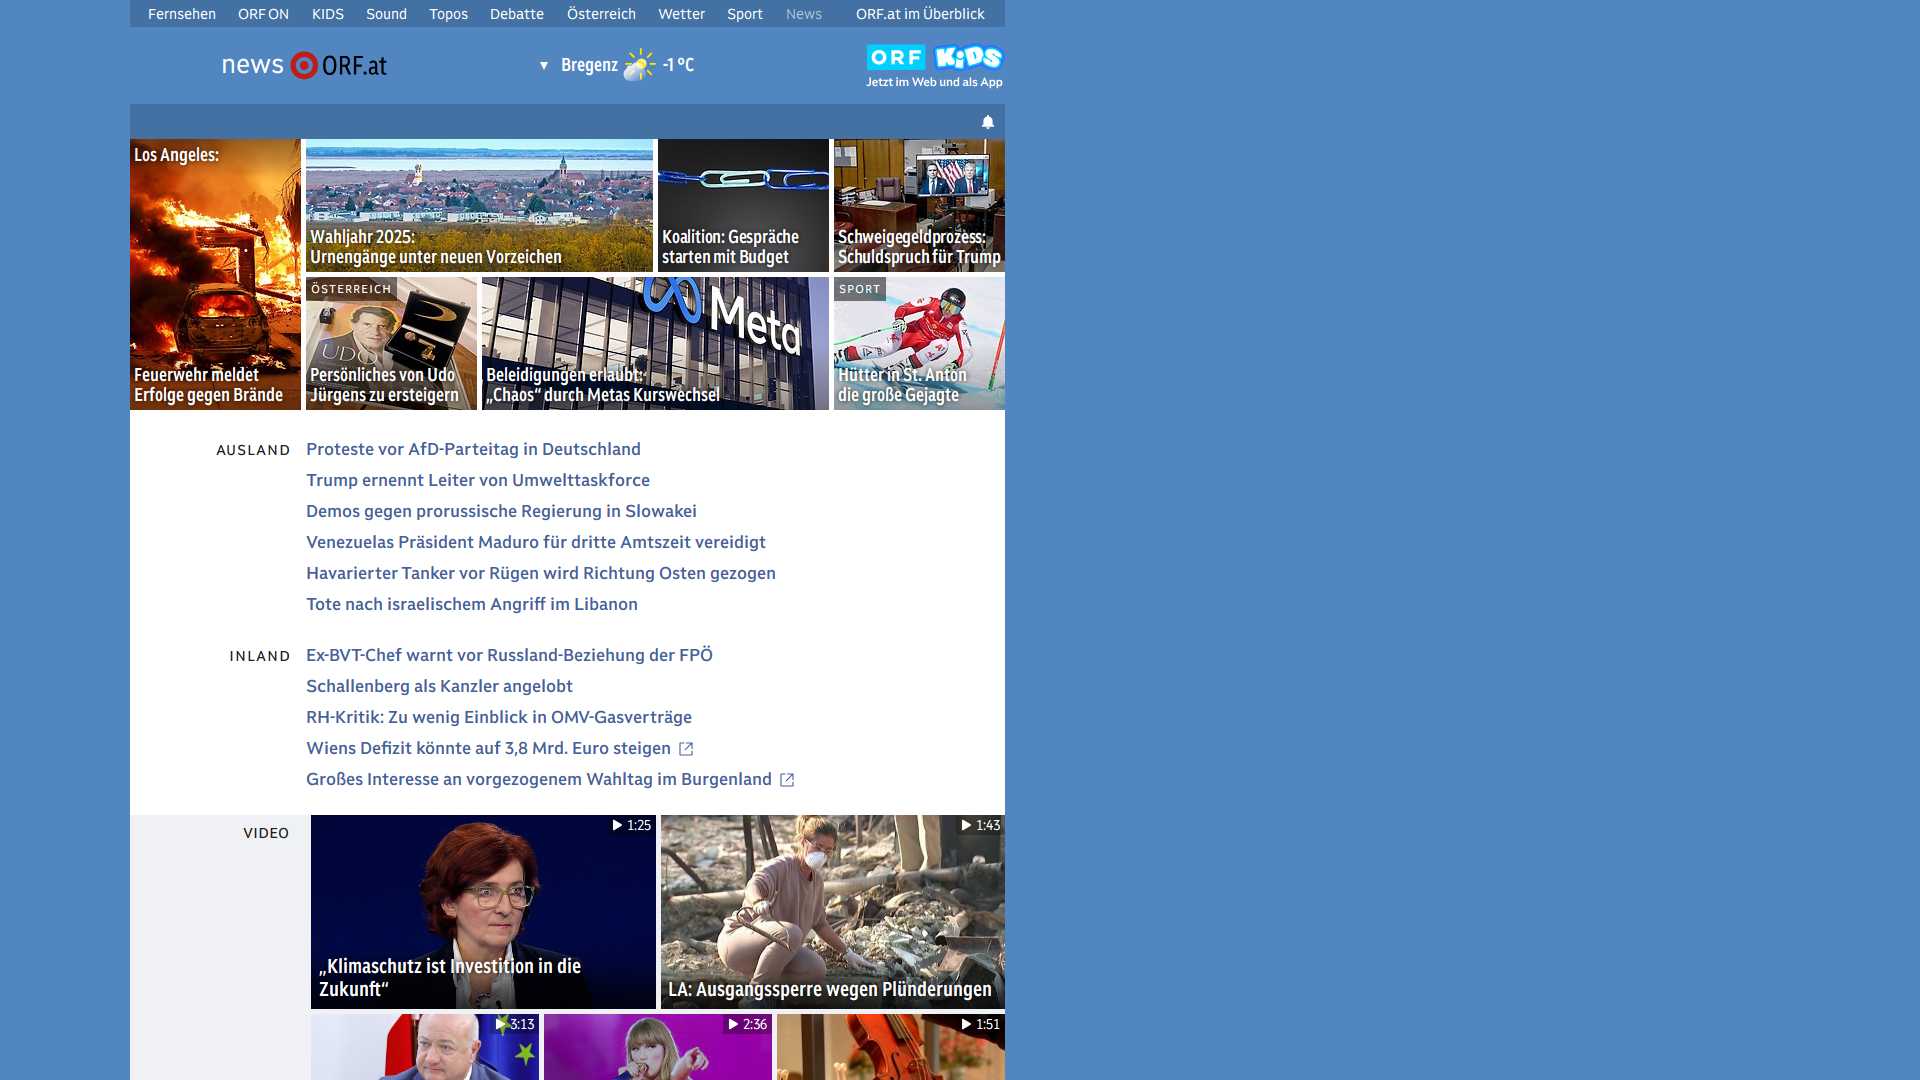 Fernsehen ORF ON KIDS Sound Topos Debatte Österreich Wetter Sport News ORF.at im Überblick
news ORF.at
▼ Bregenz -1 °C
ORF KiDS
Jetzt im Web und als App
Los Angeles:
Feuerwehr meldet
Erfolge gegen Brände
Wahljahr 2025:
Urnengänge unter neuen Vorzeichen
Koalition: Gespräche
starten mit Budget
Schweigegeldprozess:
Schuldspruch für Trump
ÖSTERREICH
UDO
Persönliches von Udo
Jürgens zu ersteigern
Meta
Beleidigungen erlaubt:
„Chaos“ durch Metas Kurswechsel
SPORT
Hütter in St. Anton
die große Gejagte
AUSLAND
Proteste vor AfD-Parteitag in Deutschland
Trump ernennt Leiter von Umwelttaskforce
Demos gegen prorussische Regierung in Slowakei
Venezuelas Präsident Maduro für dritte Amtszeit vereidigt
Havarierter Tanker vor Rügen wird Richtung Osten gezogen
Tote nach israelischem Angriff im Libanon
INLAND
Ex-BVT-Chef warnt vor Russland-Beziehung der FPÖ
Schallenberg als Kanzler angelobt
RH-Kritik: Zu wenig Einblick in OMV-Gasverträge
Wiens Defizit könnte auf 3,8 Mrd. Euro steigen
Großes Interesse an vorgezogenem Wahltag im Burgenland
VIDEO
1:25
„Klimaschutz ist Investition in die
Zukunft“
1:43
LA: Ausgangssperre wegen Plünderungen
3:13
2:36
1:51